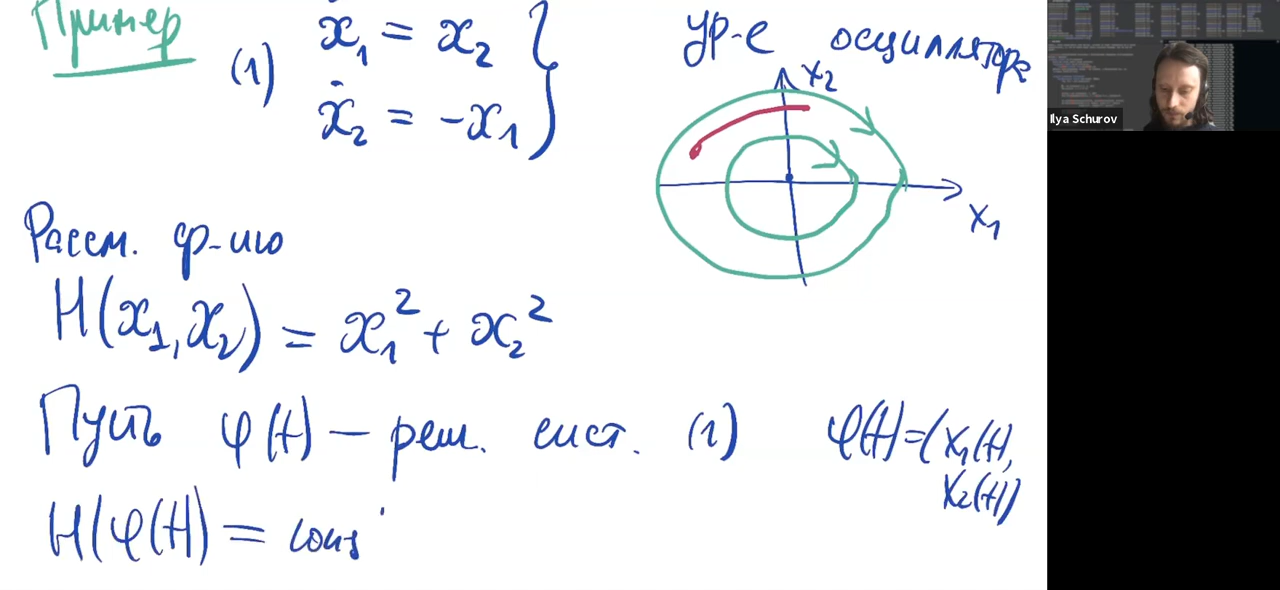 Пример
(1) ẋ₁ = x₂
ẋ₂ = -x₁
ур-е осциллятора
x₂
x₁
Рассм. ф-ию
H(x₁, x₂) = x₁² + x₂²
Пусть φ(t) – реш. сист. (1)
φ(t)=(x₁(t),
x₂(t))
H(φ(t) = cons
Ilya Schurov